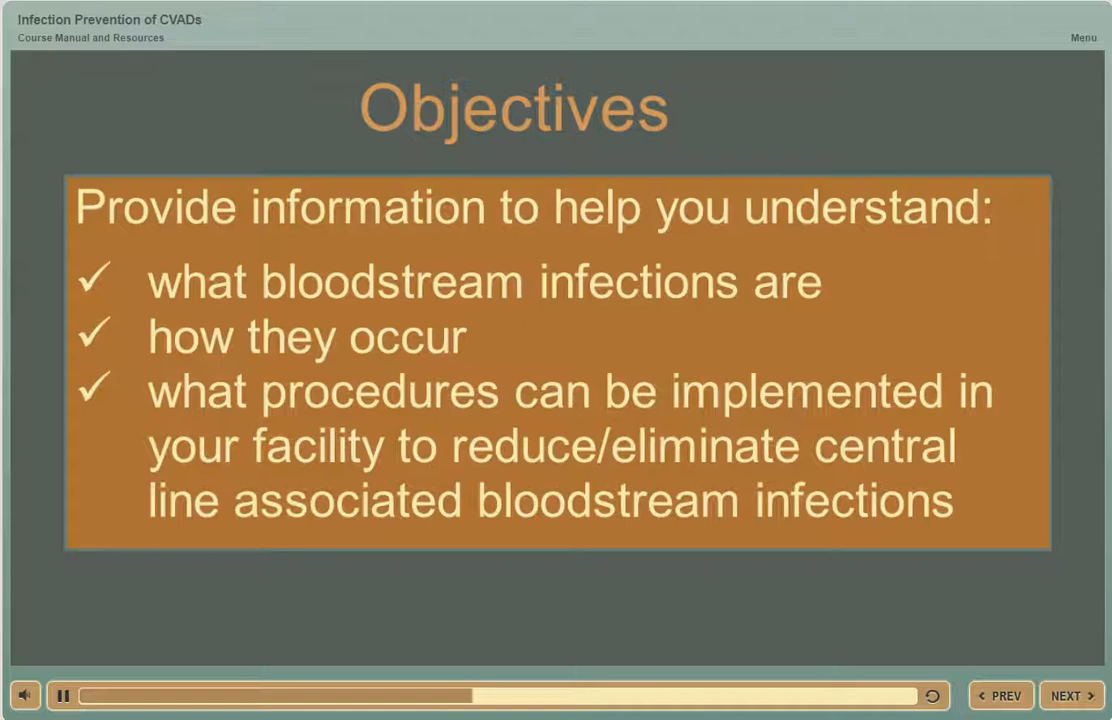 Infection Prevention of CVADs
Course Manual and Resources
Menu
Objectives
Provide information to help you understand:
✓ what bloodstream infections are
✓ how they occur
✓ what procedures can be implemented in
your facility to reduce/eliminate central
line associated bloodstream infections
< PREV
NEXT >